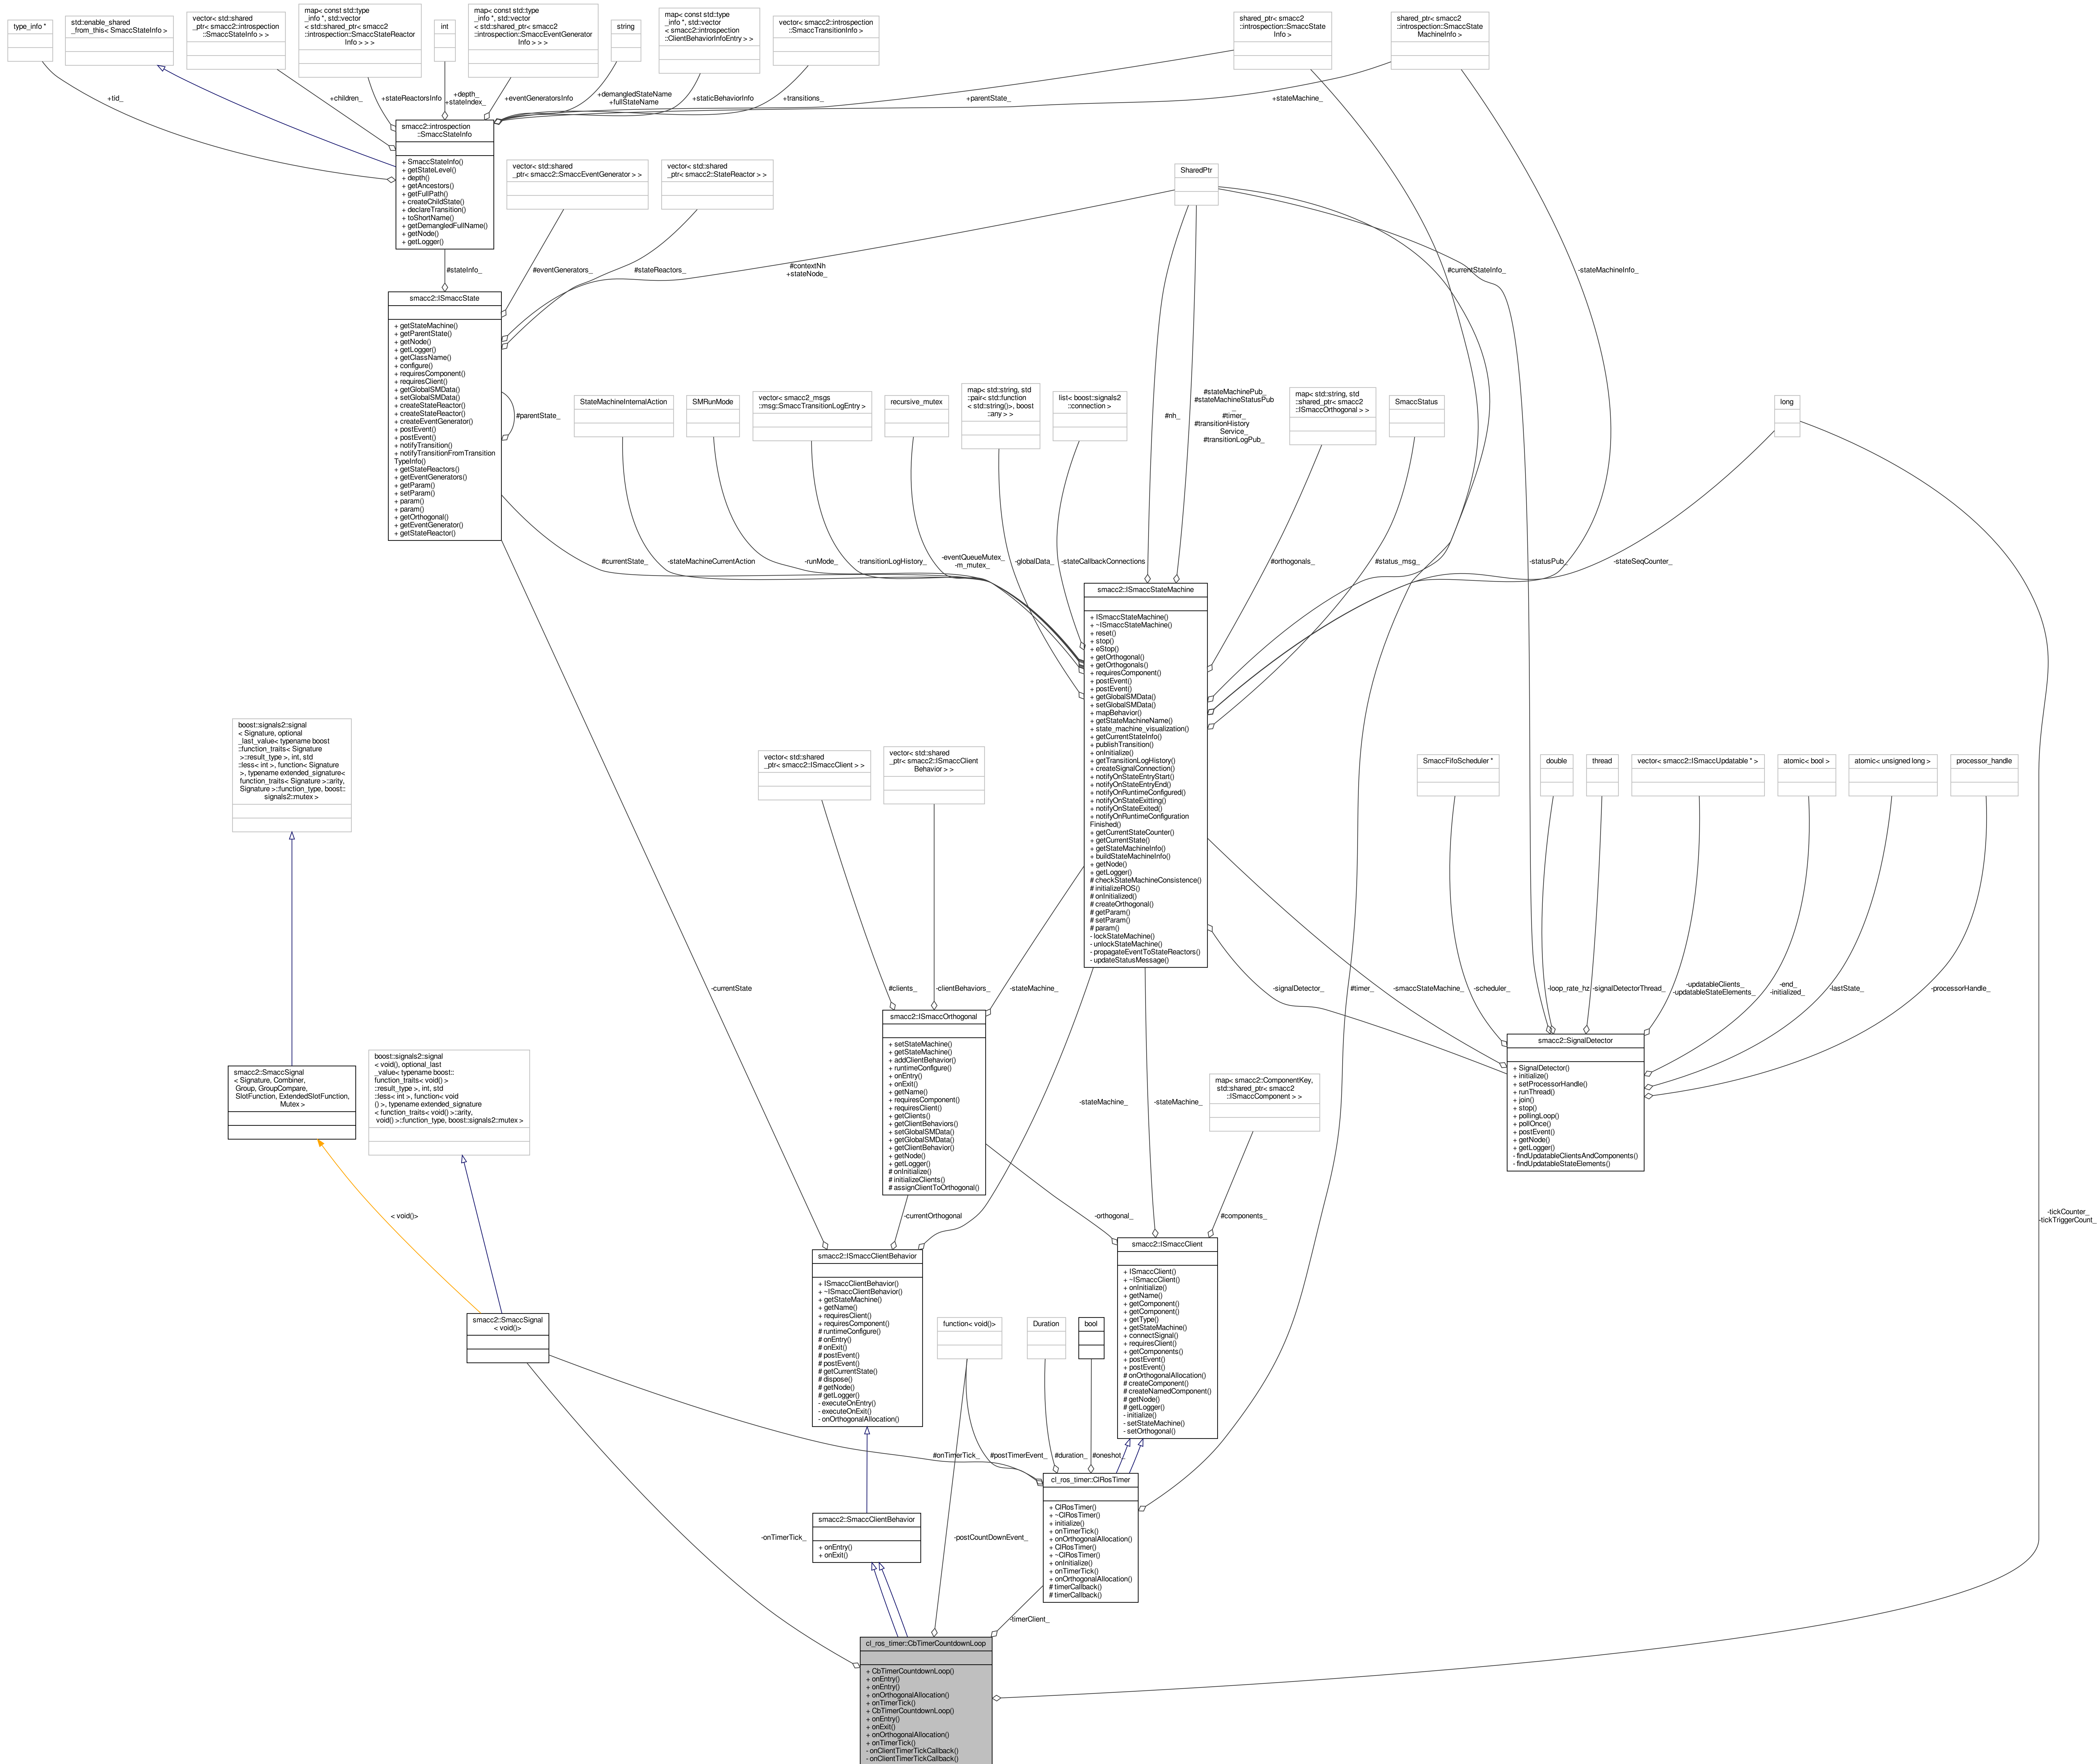 type_info *
std::enable_shared
_from_this< SmaccStateInfo >
vector< std::shared
_ptr< smacc2::introspection
::SmaccStateInfo > >
map< const std::type
_info *, std::vector
< std::shared_ptr< smacc2
::introspection::SmaccStateReactor
Info > > >
int
map< const std::type
_info *, std::vector
< std::shared_ptr< smacc2
::introspection::SmaccEventGenerator
Info > > >
string
map< const std::type
_info *, std::vector
< smacc2::introspection
::ClientBehaviorInfoEntry > >
vector< smacc2::introspection
::SmaccTransitionInfo >
shared_ptr< smacc2
::introspection::SmaccState
Info >
shared_ptr< smacc2
::introspection::SmaccState
MachineInfo >
+tid_
+children_
+stateReactorsInfo
+depth_
+stateIndex_
+eventGeneratorsInfo
+demangledStateName
+fullStateName
+staticBehaviorInfo
+transitions_
+parentState_
+stateMachine_
smacc2::introspection
::SmaccStateInfo
+ SmaccStateInfo()
+ getStateLevel()
+ depth()
+ getAncestors()
+ getFullPath()
+ createChildState()
+ declareTransition()
+ toShortName()
+ getDemangledFullName()
+ getNode()
+ getLogger()
vector< std::shared
_ptr< smacc2::SmaccEventGenerator > >
vector< std::shared
_ptr< smacc2::StateReactor > >
SharedPtr
#stateInfo_
#eventGenerators_
#stateReactors_
#contextNh
+stateNode_
#currentStateInfo_
-stateMachineInfo_
smacc2::ISmaccState
+ getStateMachine()
+ getParentState()
+ getNode()
+ getLogger()
+ getClassName()
+ configure()
+ requiresComponent()
+ requiresClient()
+ getGlobalSMData()
+ setGlobalSMData()
+ createStateReactor()
+ createStateReactor()
+ createEventGenerator()
+ postEvent()
+ postEvent()
+ notifyTransition()
+ notifyTransitionFromTransition
TypeInfo()
+ getStateReactors()
+ getEventGenerators()
+ getParam()
+ setParam()
+ param()
+ param()
+ getOrthogonal()
+ getEventGenerator()
+ getStateReactor()
#parentState_
StateMachineInternalAction
SMRunMode
vector< smacc2_msgs
::msg::SmaccTransitionLogEntry >
recursive_mutex
map< std::string, std
::pair< std::function
< std::string()>, boost
::any > >
list< boost::signals2
::connection >
#nh_
#stateMachinePub_
#stateMachineStatusPub
_
#timer_
#transitionHistory
Service_
#transitionLogPub_
map< std::string, std
::shared_ptr< smacc2
::ISmaccOrthogonal > >
SmaccStatus
long
#currentState_
-stateMachineCurrentAction
-runMode_
-transitionLogHistory_
-eventQueueMutex_
-m_mutex_
-globalData_
-stateCallbackConnections
#orthogonals_
#status_msg_
-statusPub_
-stateSeqCounter_
smacc2::ISmaccStateMachine
+ ISmaccStateMachine()
+ ~ISmaccStateMachine()
+ reset()
+ stop()
+ eStop()
+ getOrthogonal()
+ getOrthogonals()
+ requiresComponent()
+ postEvent()
+ postEvent()
+ getGlobalSMData()
+ setGlobalSMData()
+ mapBehavior()
+ getStateMachineName()
+ state_machine_visualization()
+ getCurrentStateInfo()
+ publishTransition()
+ onInitialize()
+ getTransitionLogHistory()
+ createSignalConnection()
+ notifyOnStateEntryStart()
+ notifyOnStateEntryEnd()
+ notifyOnRuntimeConfigured()
+ notifyOnStateExitting()
+ notifyOnStateExited()
+ notifyOnRuntimeConfiguration
Finished()
+ getCurrentStateCounter()
+ getCurrentState()
+ getStateMachineInfo()
+ buildStateMachineInfo()
+ getNode()
+ getLogger()
# checkStateMachineConsistence()
# initializeROS()
# onInitialized()
# createOrthogonal()
# getParam()
# setParam()
# param()
- lockStateMachine()
- unlockStateMachine()
- propagateEventToStateReactors()
- updateStatusMessage()
boost::signals2::signal
< Signature, optional
_last_value< typename boost
::function_traits< Signature
>::result_type >, int, std
::less< int >, function< Signature
>, typename extended_signature<
function_traits< Signature >::arity,
Signature >::function_type, boost::
signals2::mutex >
vector< std::shared
_ptr< smacc2::ISmaccClient > >
vector< std::shared
_ptr< smacc2::ISmaccClient
Behavior > >
SmaccFifoScheduler *
double
thread
vector< smacc2::ISmaccUpdatable * >
atomic< bool >
atomic< unsigned long >
processor_handle
-currentState
#clients_
-clientBehaviors_
-stateMachine_
-signalDetector_
#timer_
-smaccStateMachine_
-scheduler_
-loop_rate_hz
-signalDetectorThread_
-updatableClients_
-updatableStateElements_
-end_
-initialized_
-lastState_
-processorHandle_
smacc2::ISmaccOrthogonal
+ setStateMachine()
+ getStateMachine()
+ addClientBehavior()
+ runtimeConfigure()
+ onEntry()
+ onExit()
+ getName()
+ requiresComponent()
+ requiresClient()
+ getClients()
+ getClientBehaviors()
+ setGlobalSMData()
+ getGlobalSMData()
+ getClientBehavior()
+ getNode()
+ getLogger()
# onInitialize()
# initializeClients()
# assignClientToOrthogonal()
smacc2::SignalDetector
+ SignalDetector()
+ initialize()
+ setProcessorHandle()
+ runThread()
+ join()
+ stop()
+ pollingLoop()
+ pollOnce()
+ postEvent()
+ getNode()
+ getLogger()
- findUpdatableClientsAndComponents()
- findUpdatableStateElements()
smacc2::SmaccSignal
< Signature, Combiner,
Group, GroupCompare,
SlotFunction, ExtendedSlotFunction,
Mutex >
boost::signals2::signal
< void(), optional_last
_value< typename boost::
function_traits< void() >
::result_type >, int, std
::less< int >, function< void
() >, typename extended_signature
< function_traits< void() >::arity,
void() >::function_type, boost::signals2::mutex >
-stateMachine_
-stateMachine_
map< smacc2::ComponentKey,
std::shared_ptr< smacc2
::ISmaccComponent > >
< void()>
-currentOrthogonal
-orthogonal_
#components_
-tickCounter_
-tickTriggerCount_
smacc2::ISmaccClientBehavior
+ ISmaccClientBehavior()
+ ~ISmaccClientBehavior()
+ getStateMachine()
+ getName()
+ requiresClient()
+ requiresComponent()
# runtimeConfigure()
# onEntry()
# onExit()
# postEvent()
# postEvent()
# getCurrentState()
# dispose()
# getNode()
# getLogger()
- executeOnEntry()
- executeOnExit()
- onOrthogonalAllocation()
smacc2::ISmaccClient
+ ISmaccClient()
+ ~ISmaccClient()
+ onInitialize()
+ getName()
+ getComponent()
+ getComponent()
+ getType()
+ getStateMachine()
+ connectSignal()
+ requiresClient()
+ getComponents()
+ postEvent()
+ postEvent()
# onOrthogonalAllocation()
# createComponent()
# createNamedComponent()
# getNode()
# getLogger()
- initialize()
- setStateMachine()
- setOrthogonal()
smacc2::SmaccSignal
< void()>
function< void()>
Duration
bool
#onTimerTick_
#postTimerEvent_
#duration_
#oneshot_
cl_ros_timer::ClRosTimer
+ ClRosTimer()
+ ~ClRosTimer()
+ initialize()
+ onTimerTick()
+ onOrthogonalAllocation()
+ ClRosTimer()
+ ~ClRosTimer()
+ onInitialize()
+ onTimerTick()
+ onOrthogonalAllocation()
# timerCallback()
# timerCallback()
smacc2::SmaccClientBehavior
+ onEntry()
+ onExit()
-onTimerTick_
-postCountDownEvent_
-timerClient_
cl_ros_timer::CbTimerCountdownLoop
+ CbTimerCountdownLoop()
+ onEntry()
+ onEntry()
+ onOrthogonalAllocation()
+ onTimerTick()
+ CbTimerCountdownLoop()
+ onEntry()
+ onExit()
+ onOrthogonalAllocation()
+ onTimerTick()
- onClientTimerTickCallback()
- onClientTimerTickCallback()